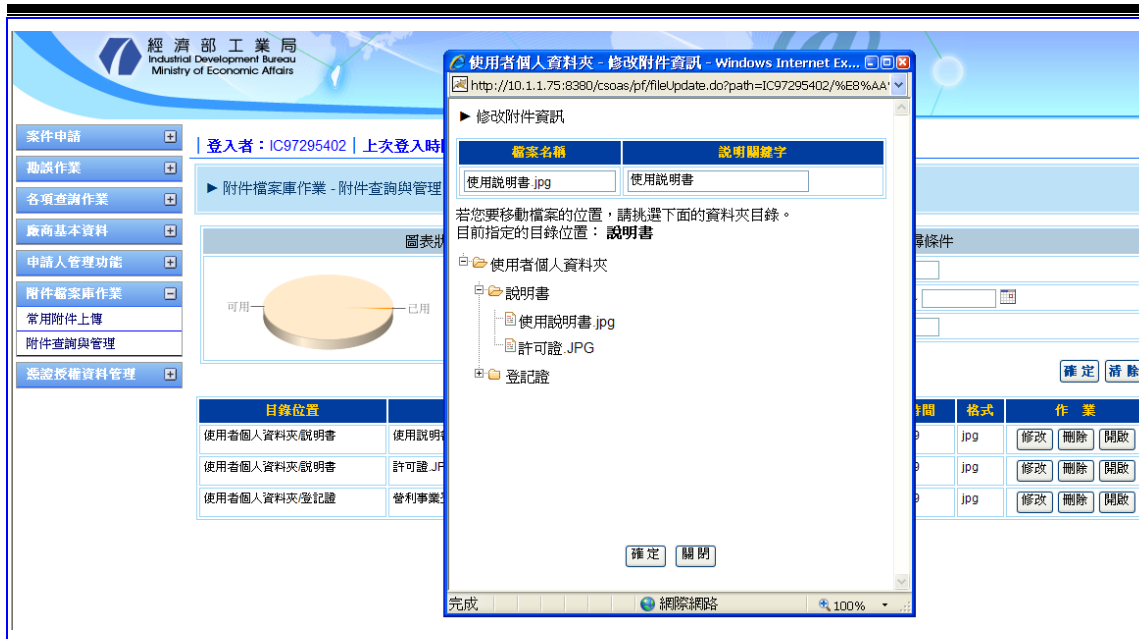 經 濟 部 工 業 局
Industrial Development Bureau
Ministry of Economic Affairs
案件申請
勘誤作業
各項查詢作業
廠商基本資料
申請人管理功能
附件檔案庫作業
常用附件上傳
附件查詢與管理
憑證授權資料管理
| 登入者：IC97295402 | 上次登入時
► 附件檔案庫作業 - 附件查詢與管理
圖表狀
尋條件
可用
已用
確 定 清 除
目錄位置
時間 格式 作 業
使用者個人資料夾/說明書 使用說明書
9 jpg 修改 刪除 開啟
使用者個人資料夾/說明書 許可證.JP
9 jpg 修改 刪除 開啟
使用者個人資料夾/登記證 營利事業
9 jpg 修改 刪除 開啟
使用者個人資料夾 - 修改附件資訊 - Windows Internet Ex...
http://10.1.1.75:8380/csoas/pf/fileUpdate.do?path=IC97295402/%E8%AA
► 修改附件資訊
檔案名稱 說明關鍵字
使用說明書.jpg 使用說明書
若您要移動檔案的位置，請挑選下面的資料夾目錄。
目前指定的目錄位置： 說明書
使用者個人資料夾
說明書
使用說明書.jpg
許可證.JPG
登記證
確 定 關 閉
完成 網際網路 100%